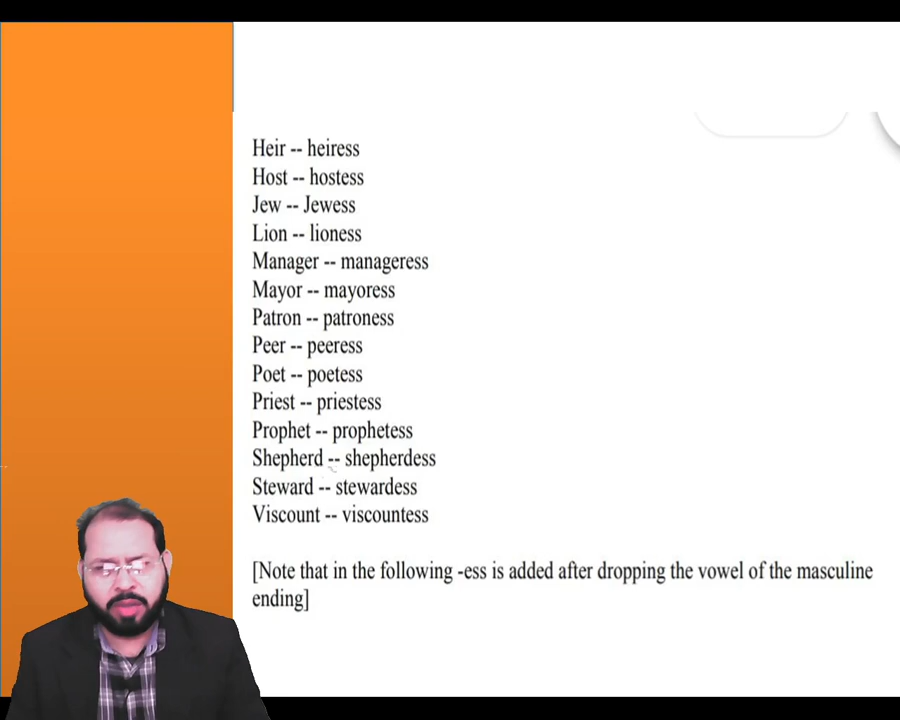 Heir -- heiress
Host -- hostess
Jew -- Jewess
Lion -- lioness
Manager -- manageress
Mayor -- mayoress
Patron -- patroness
Peer -- peeress
Poet -- poetess
Priest -- priestess
Prophet -- prophetess
Shepherd -- shepherdess
Steward -- stewardess
Viscount -- viscountess
[Note that in the following -ess is added after dropping the vowel of the masculine
ending]